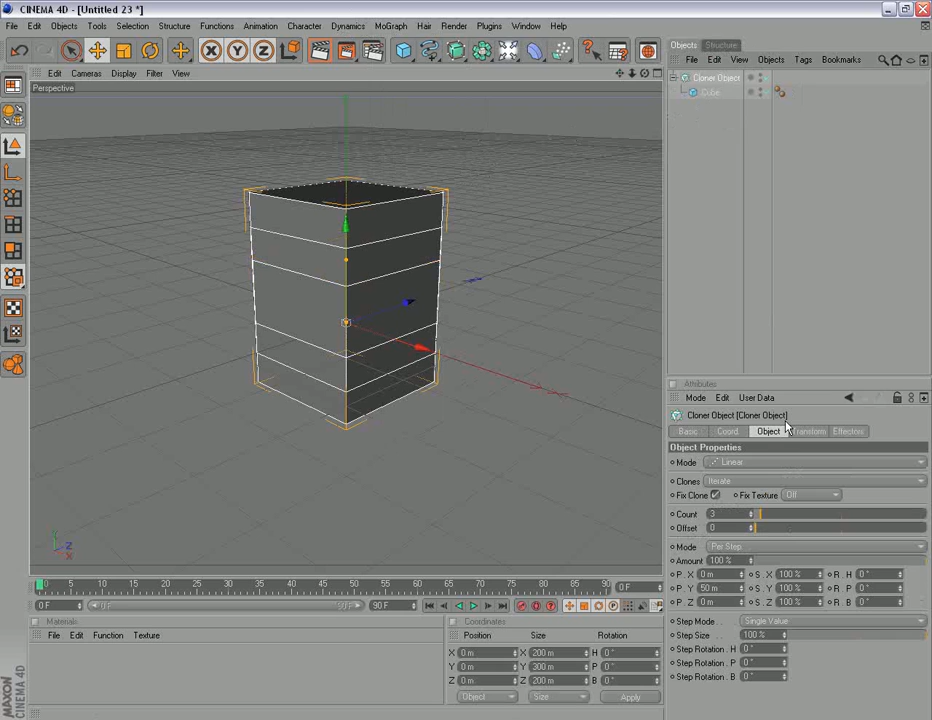 CINEMA 4D - [Untitled 23 *]
File Edit Objects Tools Selection Structure Functions Animation Character Dynamics MoGraph Hair Render Plugins Window Help
X Y Z
Objects Structure
Edit Cameras Display Filter View
File Edit View Objects Tags Bookmarks
Perspective
Cloner Object
Cube
Attributes
Mode Edit User Data
Cloner Object [Cloner Object]
Basic Coord. Object Transform Effectors
Object Properties
Mode Linear
Clones Iterate
Fix Clone Fix Texture Off
Count 3
Offset 0
Mode Per Step
Amount 100 %
P . X 0 m S . X 100 % R . H 0 °
P . Y 50 m S . Y 100 % R . P 0 °
P . Z 0 m S . Z 100 % R . B 0 °
Step Mode . . Single Value
Step Size . . . 100 %
Step Rotation . H 0 °
Step Rotation . P 0 °
Step Rotation . B 0 °
Y Z X
0 5 10 15 20 25 30 35 40 45 50 55 60 65 70 75 80 85 90 0 F
0 F 0 F 90 F 90 F
Materials
File Edit Function Texture
Coordinates
Position Size Rotation
X 0 m X 200 m H 0 °
Y 0 m Y 300 m P 0 °
Z 0 m Z 200 m B 0 °
Object Size Apply
MAXON
CINEMA 4D